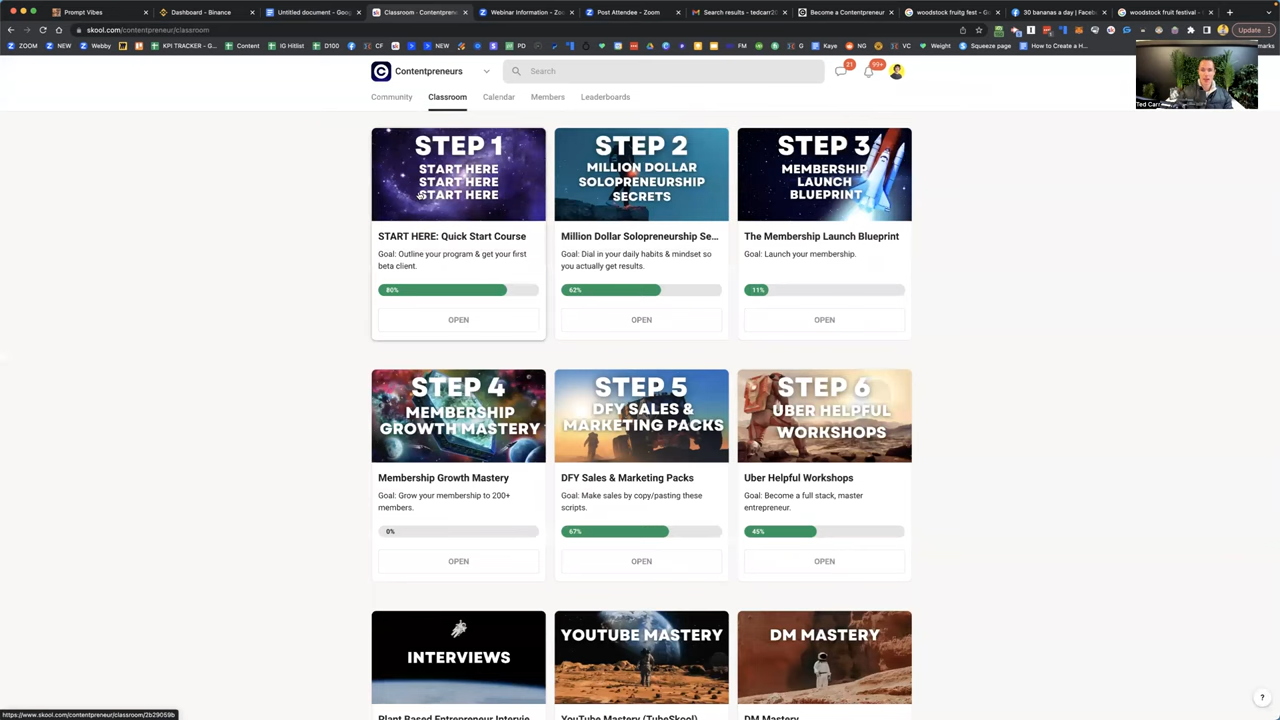 Prompt Vibes
Dashboard - Binance
Untitled document - Goo
Classroom - Contentpren
Webinar Information - Zoo
Post Attendee - Zoom
Search results - tedcarr20
Become a Contentpreneur
woodstock fruitg fest - Go
30 bananas a day | Faceb
woodstock fruit festival -
skool.com/contentpreneur/classroom
Update
ZOOM
NEW
Webby
KPI TRACKER - G...
Content
IG Hitlist
D100
CF
NEW
SU
PD
FM
G
Kaye
NG
VC
Weight
Squeeze page
How to Create a H...
marks
Contentpreneurs
Search
21
99+
Ted Carr
Community
Classroom
Calendar
Members
Leaderboards
STEP 1
START HERE
START HERE
START HERE
START HERE: Quick Start Course
Goal: Outline your program & get your first
beta client.
80%
OPEN
STEP 2
MILLION DOLLAR
SOLOPRENEURSHIP
SECRETS
Million Dollar Solopreneurship Se...
Goal: Dial in your daily habits & mindset so
you actually get results.
62%
OPEN
STEP 3
MEMBERSHIP
LAUNCH
BLUEPRINT
The Membership Launch Blueprint
Goal: Launch your membership.
11%
OPEN
STEP 4
MEMBERSHIP
GROWTH MASTERY
Membership Growth Mastery
Goal: Grow your membership to 200+
members.
0%
OPEN
STEP 5
DFY SALES &
MARKETING PACKS
DFY Sales & Marketing Packs
Goal: Make sales by copy/pasting these
scripts.
67%
OPEN
STEP 6
UBER HELPFUL
WORKSHOPS
Uber Helpful Workshops
Goal: Become a full stack, master
entrepreneur.
45%
OPEN
INTERVIEWS
Plant Based Entrepreneur Intervie...
YOUTUBE MASTERY
YouTube Mastery (TubeSkool)
DM MASTERY
DM Mastery
?
https://www.skool.com/contentpreneur/classroom/2b29059b